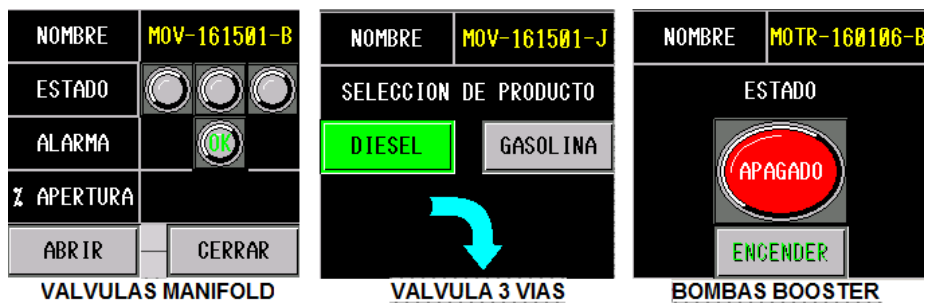 NOMBRE MOV-161501-B
ESTADO
ALARMA OK
% APERTURA
ABRIR CERRAR
VALVULAS MANIFOLD
NOMBRE MOV-161501-J
SELECCION DE PRODUCTO
DIESEL GASOLINA
VALVULA 3 VIAS
NOMBRE MOTR-160106-B
ESTADO
APAGADO
ENCENDER
BOMBAS BOOSTER